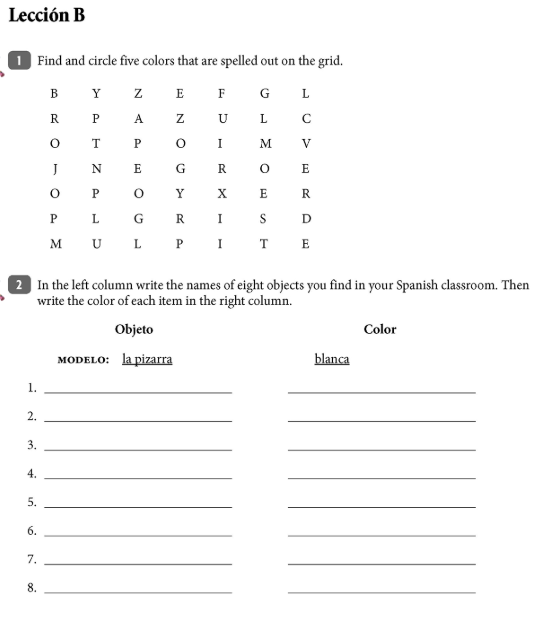 Lección B
1 Find and circle five colors that are spelled out on the grid.
B Y Z E F G L
R P A Z U L C
O T P O I M V
J N E G R O E
O P O Y X E R
P L G R I S D
M U L P I T E
2 In the left column write the names of eight objects you find in your Spanish classroom. Then
write the color of each item in the right column.
Objeto Color
MODELO: la pizarra blanca
1.
2.
3.
4.
5.
6.
7.
8.